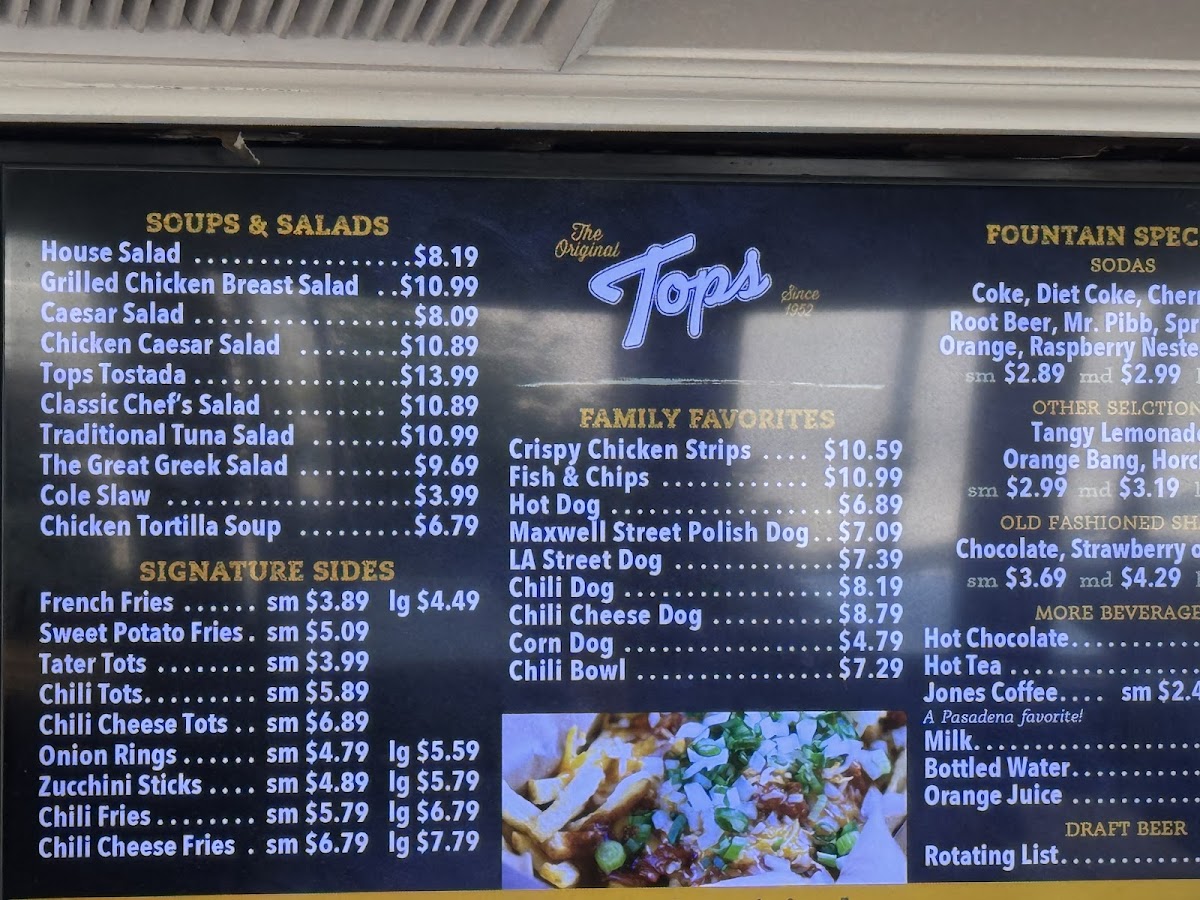 SOUPS & SALADS
House Salad .................$8.19
Grilled Chicken Breast Salad ..$10.99
Caesar Salad .................$8.09
Chicken Caesar Salad ........$10.89
Tops Tostada ................$13.99
Classic Chef's Salad ..........$10.89
Traditional Tuna Salad .......$10.99
The Great Greek Salad .........$9.69
Cole Slaw ...................$3.99
Chicken Tortilla Soup .........$6.79
SIGNATURE SIDES
French Fries ...... sm $3.89 lg $4.49
Sweet Potato Fries. sm $5.09
Tater Tots ........ sm $3.99
Chili Tots......... sm $5.89
Chili Cheese Tots .. sm $6.89
Onion Rings ...... sm $4.79 lg $5.59
Zucchini Sticks .... sm $4.89 lg $5.79
Chili Fries........ sm $5.79 lg $6.79
Chili Cheese Fries . sm $6.79 lg $7.79
The
Original
Tops
Since
1952
FAMILY FAVORITES
Crispy Chicken Strips .... $10.59
Fish & Chips ............ $10.99
Hot Dog .................$6.89
Maxwell Street Polish Dog..$7.09
LA Street Dog ............$7.39
Chili Dog ................$8.19
Chili Cheese Dog .........$8.79
Corn Dog ................$4.79
Chili Bowl ...............$7.29
FOUNTAIN SPEC
SODAS
Coke, Diet Coke, Cher
Root Beer, Mr. Pibb, Spr
Orange, Raspberry Neste
sm $2.89 md $2.99
OTHER SELCTION
Tangy Lemonad
Orange Bang, Horc
sm $2.99 md $3.19
OLD FASHIONED SH
Chocolate, Strawberry o
sm $3.69 md $4.29
MORE BEVERAGE
Hot Chocolate..........
Hot Tea ...............
Jones Coffee.... sm $2.4
A Pasadena favorite!
Milk..................
Bottled Water..........
Orange Juice ..........
DRAFT BEER
Rotating List...........